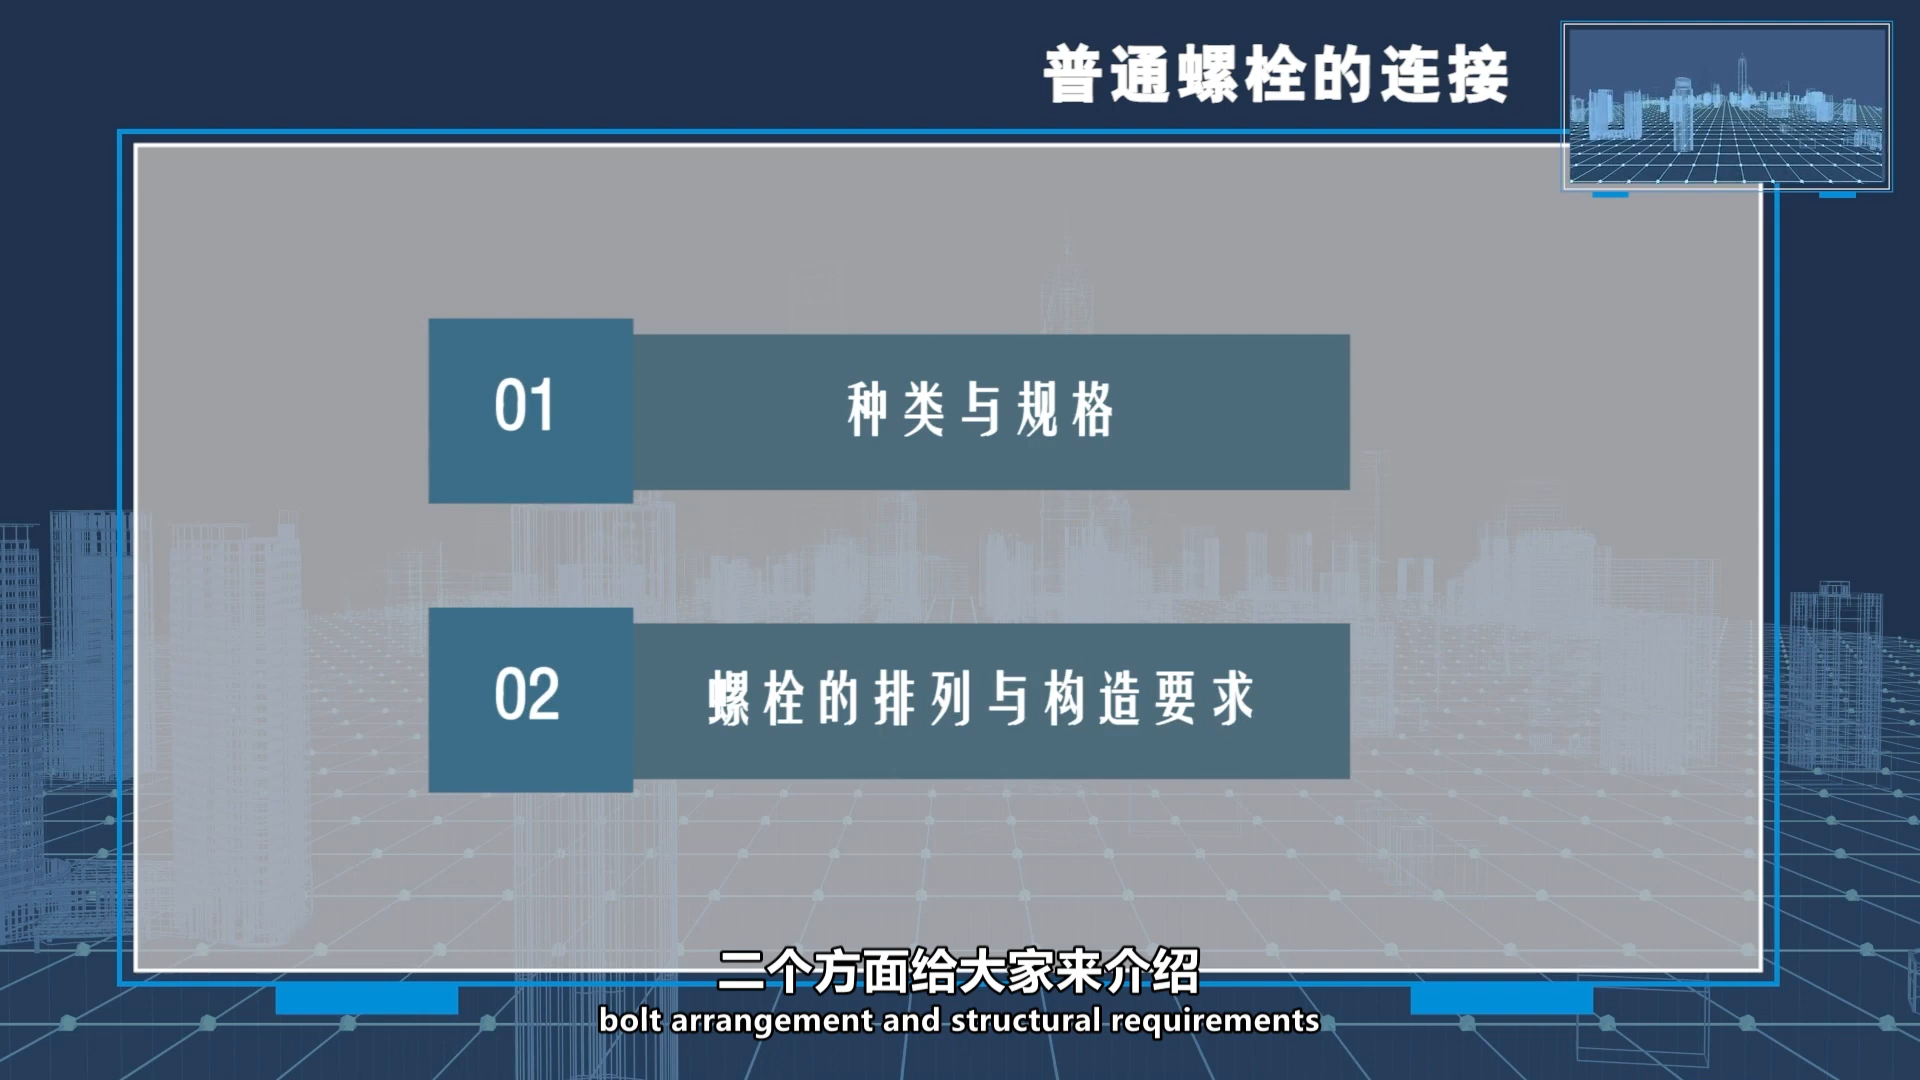 普通螺栓的连接
01
种类与规格
02
螺栓的排列与构造要求
二个方面给大家来介绍
bolt arrangement and structural requirements